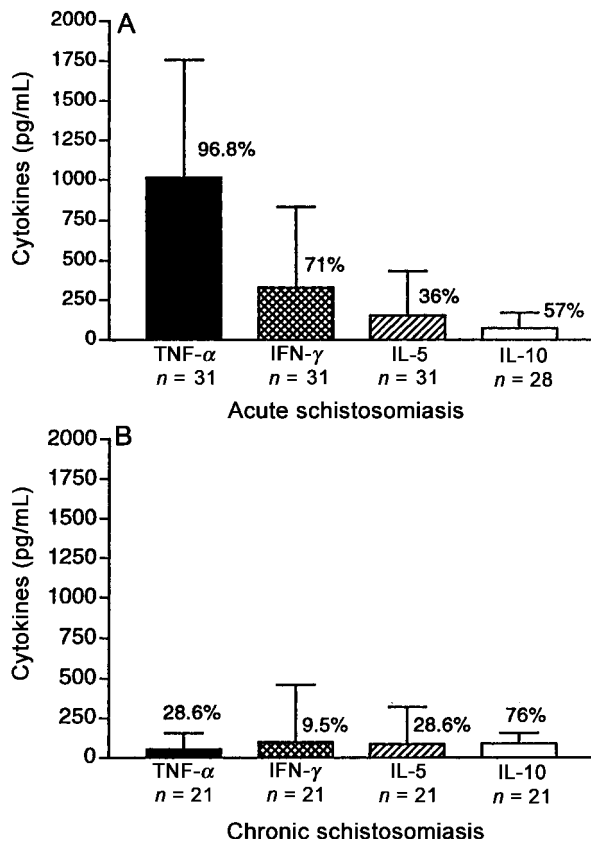 A
Cytokines (pg/mL)
2000
1750
1500
1250
1000
750
500
250
0
96.8%
71%
36%
57%
TNF-α IFN-γ IL-5 IL-10
n = 31 n = 31 n = 31 n = 28
Acute schistosomiasis
B
Cytokines (pg/mL)
2000
1750
1500
1250
1000
750
500
250
0
28.6%
9.5%
28.6%
76%
TNF-α IFN-γ IL-5 IL-10
n = 21 n = 21 n = 21 n = 21
Chronic schistosomiasis